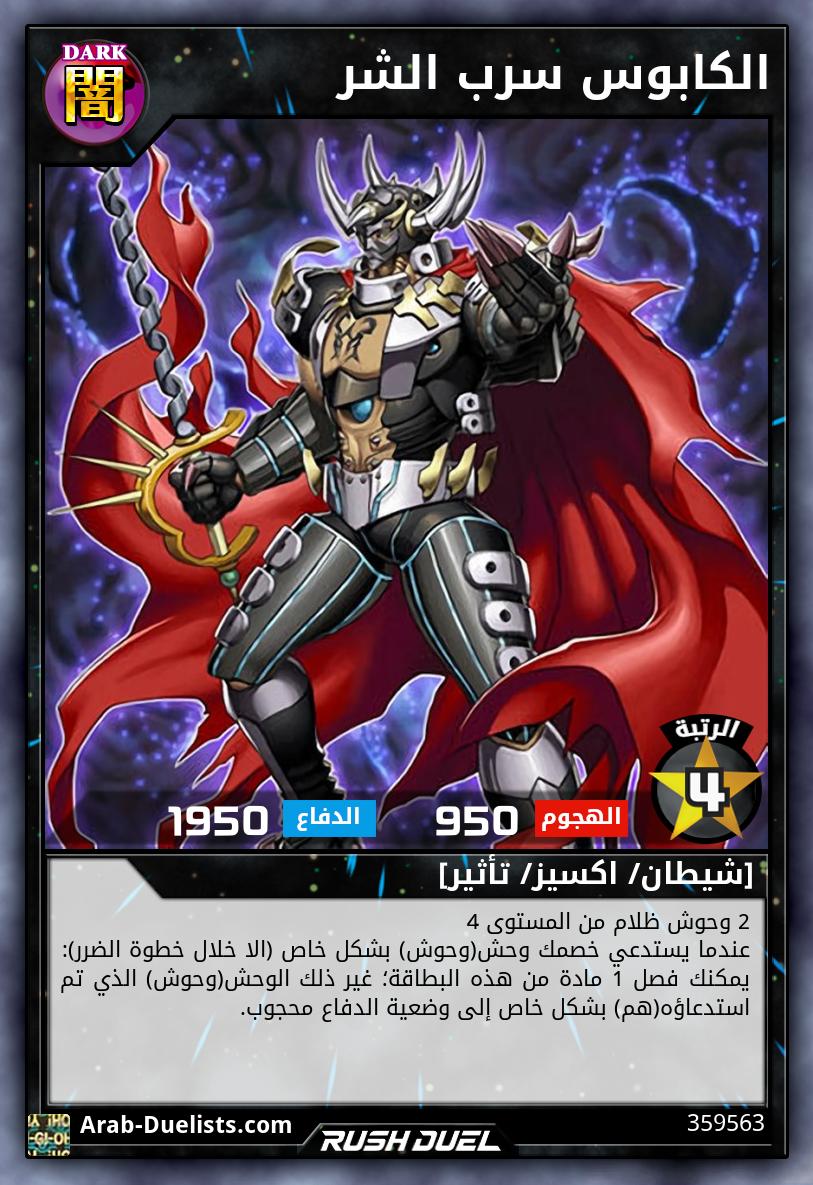 DARK
闇
الكابوس سرب الشر
الرتبة
4
الهجوم 950 الدفاع 1950
[شيطان/ اكسيز/ تأثير]
2 وحوش ظلام من المستوى 4
عندما يستدعي خصمك وحش(وحوش) بشكل خاص (الا خلال خطوة الضرر):
يمكنك فصل 1 مادة من هذه البطاقة؛ غير ذلك الوحش(وحوش) الذي تم
استدعاؤه(هم) بشكل خاص إلى وضعية الدفاع محجوب.
Arab-Duelists.com
RUSH DUEL
359563